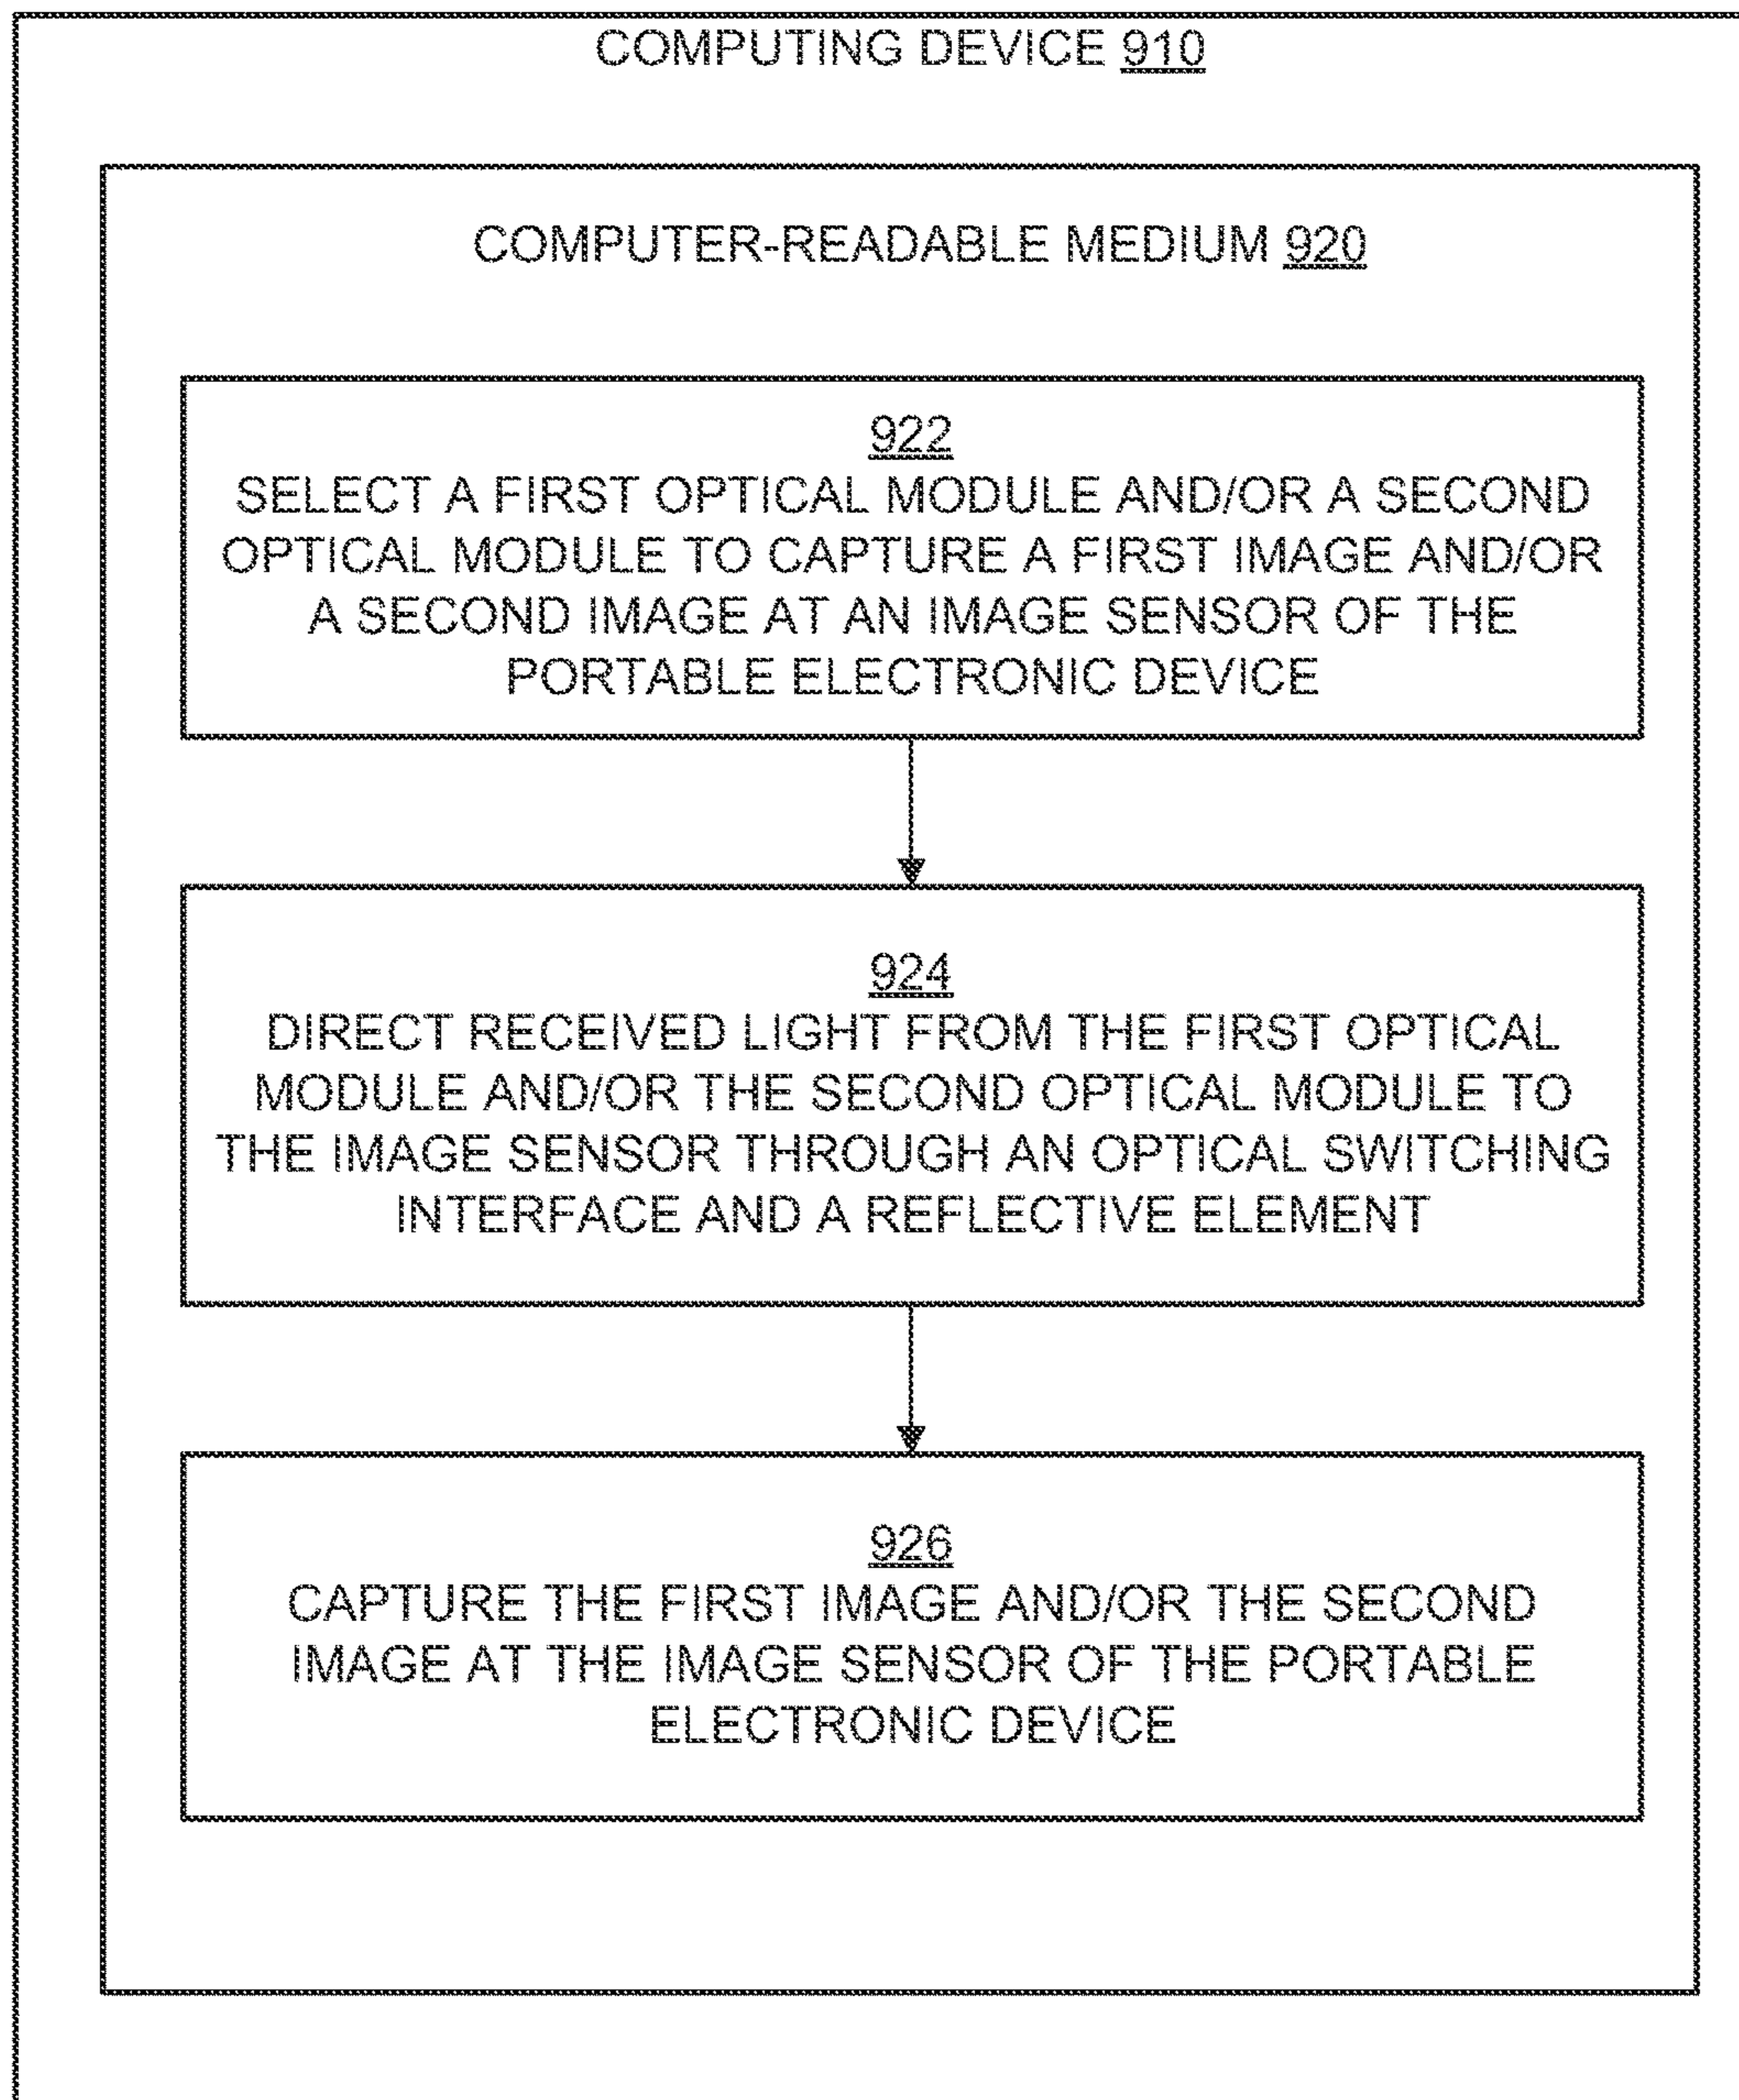 COMPUTING DEVICE 910
COMPUTER-READABLE MEDIUM 920
922
SELECT A FIRST OPTICAL MODULE AND/OR A SECOND
OPTICAL MODULE TO CAPTURE A FIRST IMAGE AND/OR
A SECOND IMAGE AT AN IMAGE SENSOR OF THE
PORTABLE ELECTRONIC DEVICE
924
DIRECT RECEIVED LIGHT FROM THE FIRST OPTICAL
MODULE AND/OR THE SECOND OPTICAL MODULE TO
THE IMAGE SENSOR THROUGH AN OPTICAL SWITCHING
INTERFACE AND A REFLECTIVE ELEMENT
926
CAPTURE THE FIRST IMAGE AND/OR THE SECOND
IMAGE AT THE IMAGE SENSOR OF THE PORTABLE
ELECTRONIC DEVICE